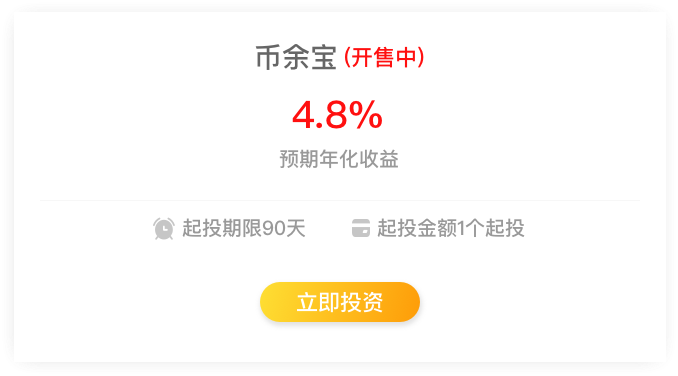 币余宝 (开售中)
4.8%
预期年化收益
起投期限90天 起投金额1个起投
立即投资